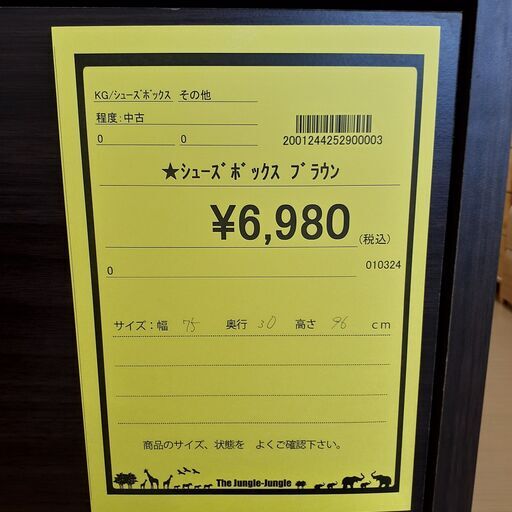 KG/ｼｭｰｽﾞﾎﾞｯｸｽ その他
程度:中古
0 0
2001244252900003
★ｼｭｰｽﾞﾎﾞｯｸｽ ﾌﾞﾗｳﾝ
¥6,980 (税込)
0 010324
サイズ：幅 75 奥行 30 高さ 96 cm
商品のサイズ、状態を よくご確認下さい。
The Jungle-Jungle